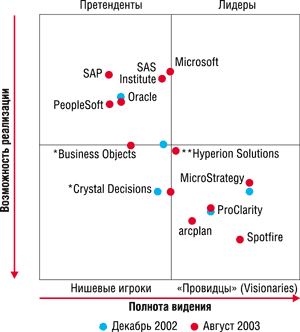 Претенденты
Лидеры
Microsoft
SAS
Institute
SAP
Oracle
PeopleSoft
*Business Objects
**Hyperion Solutions
MicroStrategy
*Crystal Decisions
ProClarity
arcplan
Spotfire
Возможность реализации
Нишевые игроки
«Провидцы» (Visionaries)
Полнота видения
Декабрь 2002
Август 2003